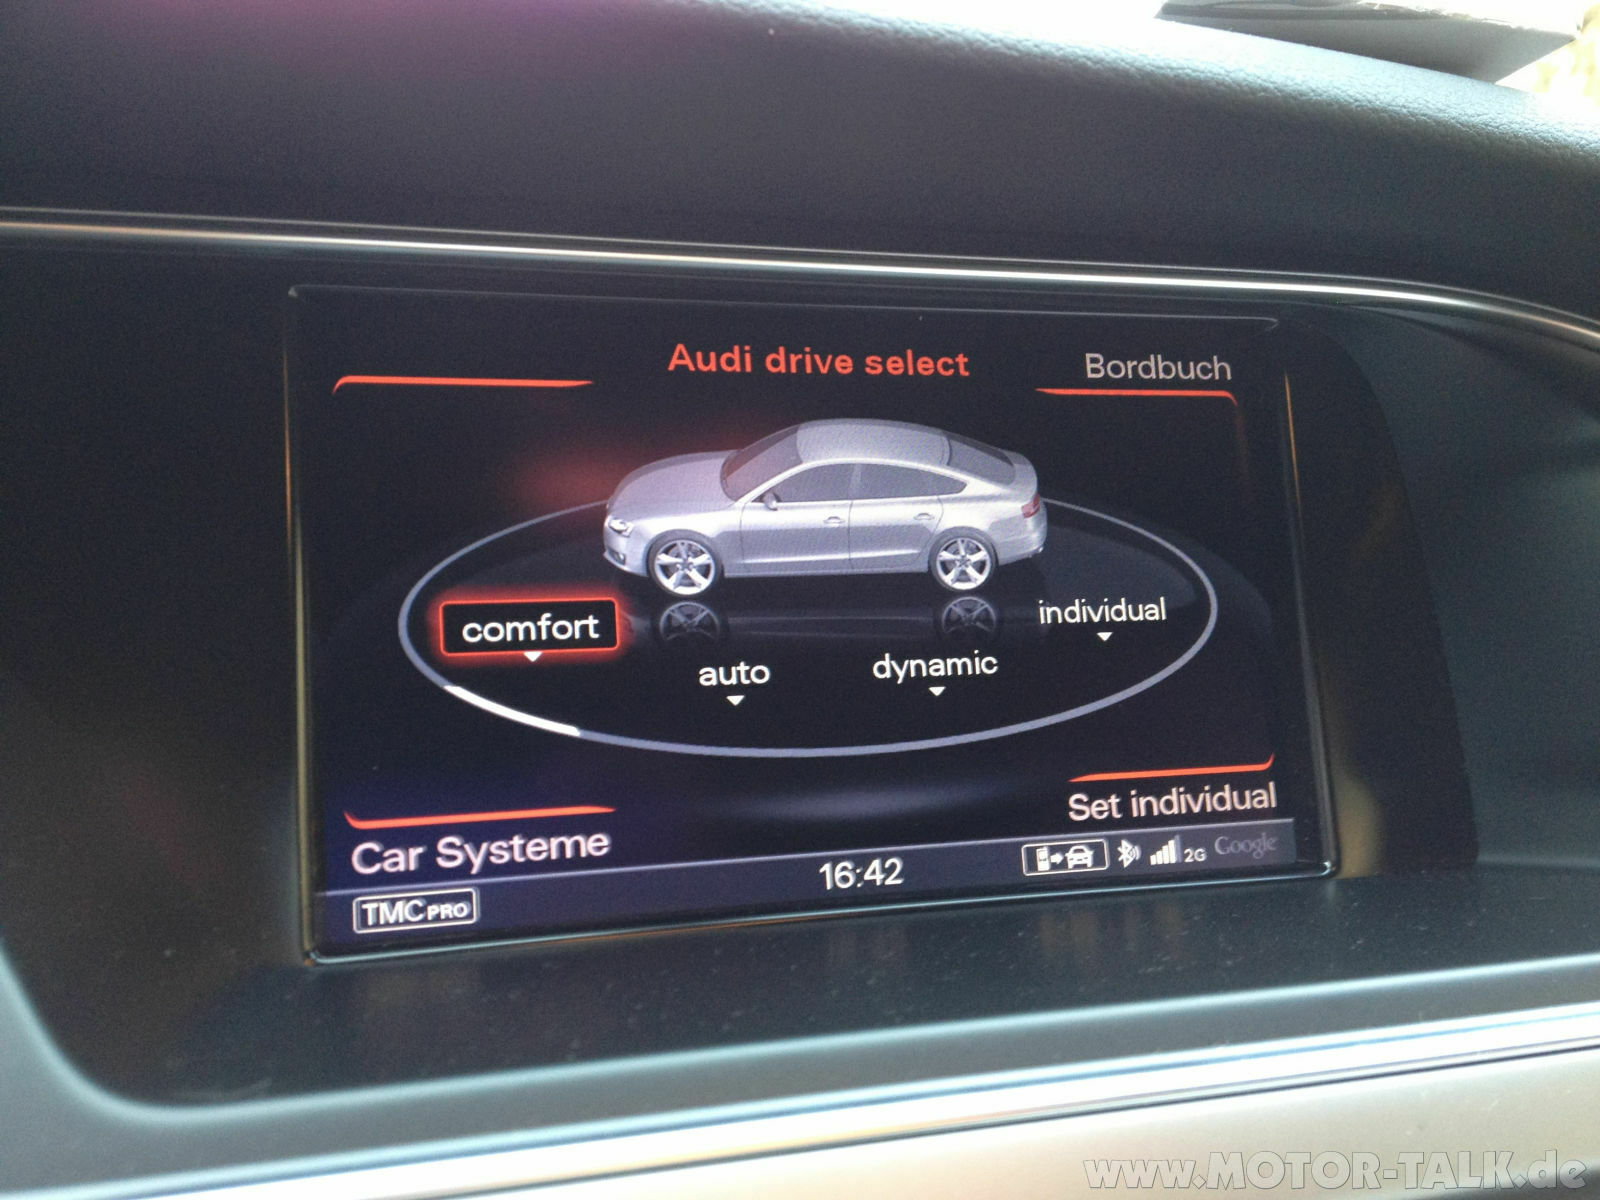 Audi drive select
Bordbuch
comfort
individual
auto
dynamic
Set individual
Car Systeme
16:42
2G
Google
TMC PRO
www.MOTOR-TALK.de